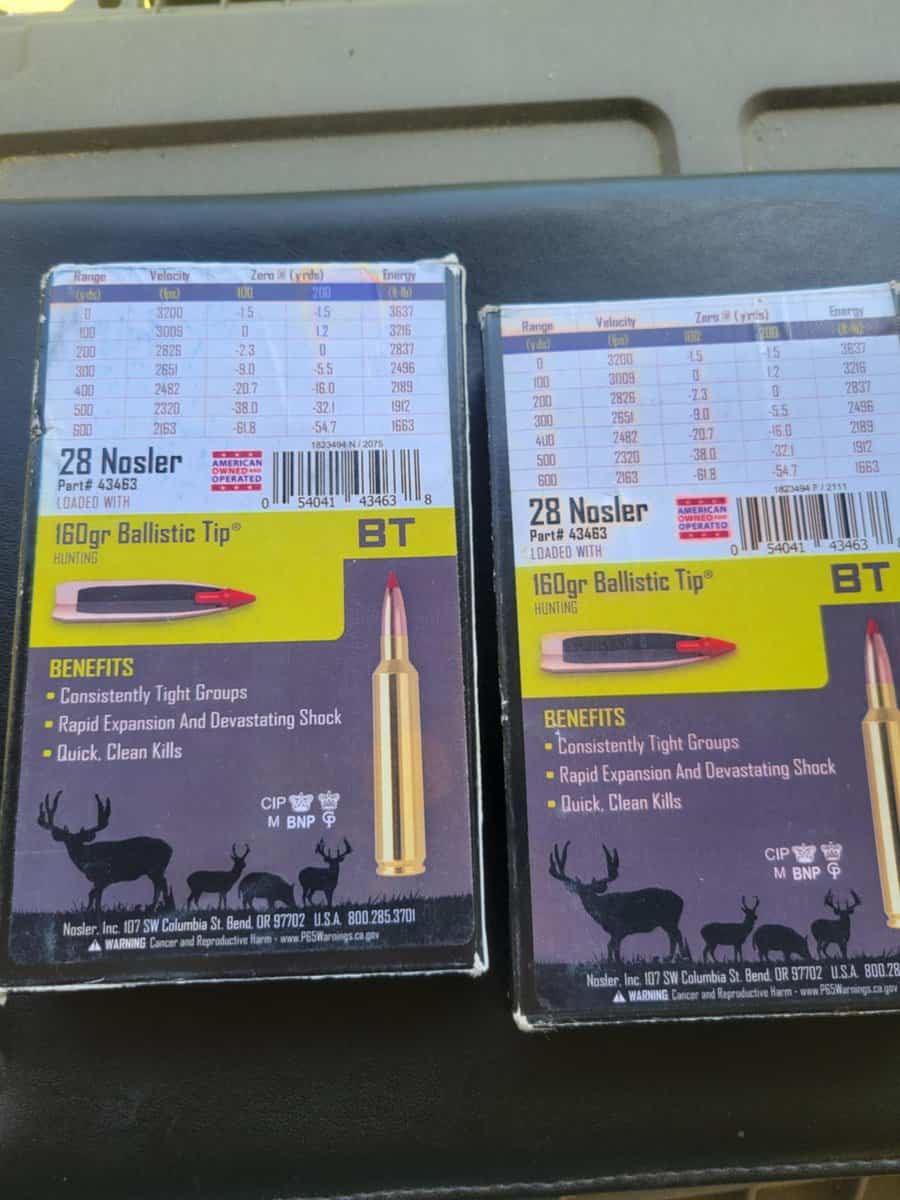 Range Velocity Zero @ (yrds) Energy
(yds) (fps) 100 200 (ft-lb)
0 3200 -1.5 -1.5 3637
100 3009 0 1.2 3216
200 2826 -2.3 0 2837
300 2651 -9.0 -5.5 2496
400 2482 -20.7 -16.0 2189
500 2320 -38.0 -32.1 1912
600 2163 -61.8 -54.7 1663
1823494 N / 2075
28 Nosler
Part# 43463
LOADED WITH
AMERICAN
OWNED AND
OPERATED
0 54041 43463 8
160gr Ballistic Tip®
HUNTING
BT
BENEFITS
▪ Consistently Tight Groups
▪ Rapid Expansion And Devastating Shock
▪ Quick, Clean Kills
CIP
M BNP
Nosler, Inc. 107 SW Columbia St. Bend, OR 97702 U.S.A. 800.285.3701
WARNING Cancer and Reproductive Harm - www.P65Warnings.ca.gov
Range Velocity Zero @ (yrds) Energy
(yds) (fps) 100 200 (ft-lb)
0 3200 -1.5 -1.5 3637
100 3009 0 1.2 3216
200 2826 -2.3 0 2837
300 2651 -9.0 -5.5 2496
400 2482 -20.7 -16.0 2189
500 2320 -38.0 -32.1 1912
600 2163 -61.8 -54.7 1663
1823494 P / 2111
28 Nosler
Part# 43463
LOADED WITH
AMERICAN
OWNED AND
OPERATED
0 54041 43463
160gr Ballistic Tip®
HUNTING
BT
BENEFITS
▪ Consistently Tight Groups
▪ Rapid Expansion And Devastating Shock
▪ Quick, Clean Kills
CIP
M BNP
Nosler, Inc. 107 SW Columbia St. Bend, OR 97702 U.S.A. 800.28
WARNING Cancer and Reproductive Harm - www.P65Warnings.ca.gov